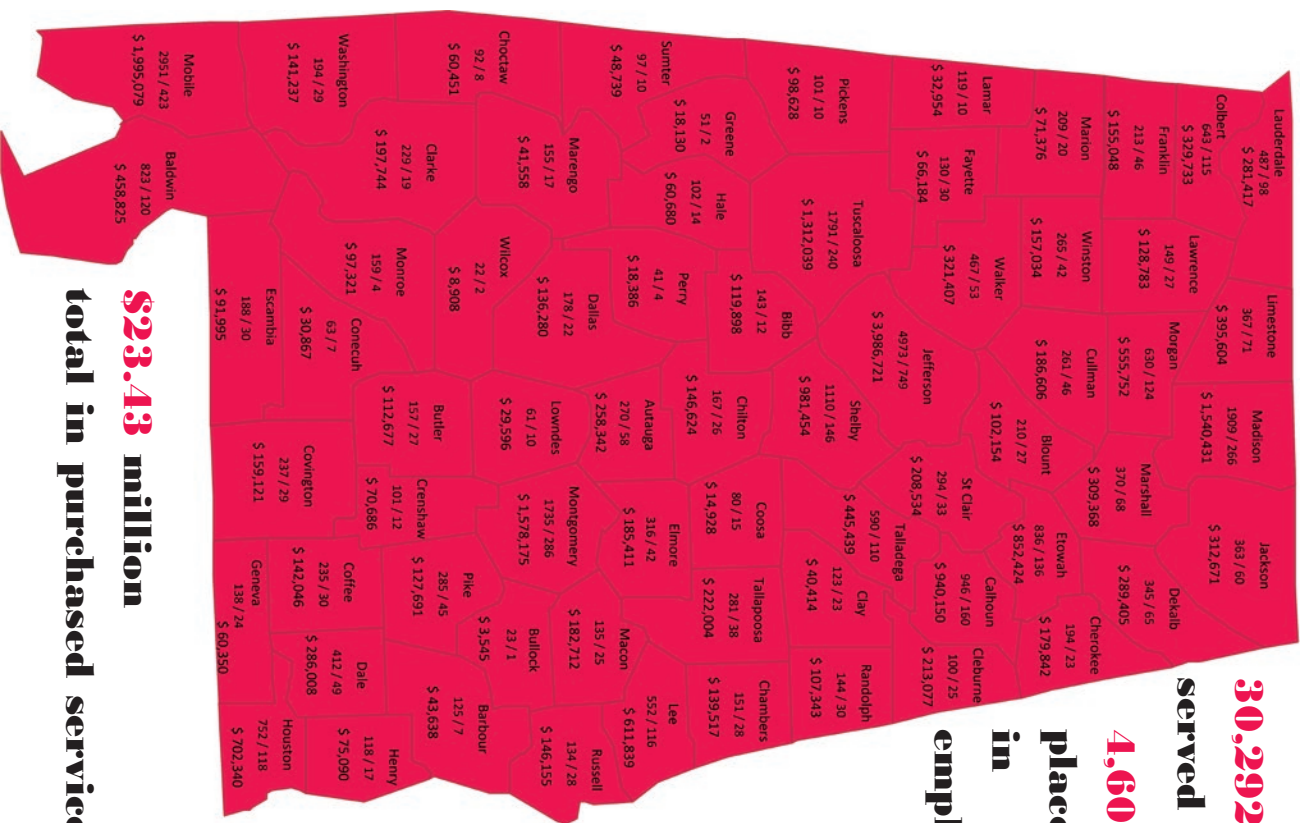 30,292
served
4,60
place
in
empl
Lauderdale
487 / 98
$ 281,417
Limestone
367 / 71
$ 395,604
Madison
1909 / 266
$ 1,540,431
Jackson
363 / 60
$ 312,671
Colbert
643 / 115
$ 329,733
Lawrence
149 / 27
$ 128,783
Franklin
213 / 46
$ 155,048
Morgan
630 / 124
$ 555,752
Marshall
370 / 68
$ 309,368
Dekalb
345 / 65
$ 289,405
Marion
209 / 20
$ 71,376
Winston
265 / 42
$ 157,034
Cullman
261 / 46
$ 186,606
Blount
210 / 27
$ 102,154
Etowah
836 / 136
$ 852,424
Cherokee
194 / 23
$ 179,842
Lamar
119 / 10
$ 32,954
Fayette
130 / 30
$ 66,184
Walker
467 / 53
$ 321,407
Jefferson
4973 / 749
$ 3,986,721
St Clair
294 / 33
$ 208,534
Calhoun
946 / 160
$ 940,150
Cleburne
100 / 25
$ 213,077
Pickens
101 / 10
$ 98,628
Tuscaloosa
1791 / 240
$ 1,312,039
Shelby
1110 / 146
$ 981,454
Talladega
590 / 110
$ 445,439
Clay
123 / 23
$ 40,414
Randolph
144 / 30
$ 107,343
Sumter
97 / 10
$ 48,739
Greene
51 / 2
$ 18,130
Hale
102 / 14
$ 60,680
Bibb
143 / 12
$ 119,898
Perry
41 / 4
$ 18,386
Chilton
167 / 26
$ 146,624
Coosa
80 / 15
$ 14,928
Tallapoosa
281 / 38
$ 222,004
Chambers
151 / 28
$ 139,517
Autauga
270 / 58
$ 258,342
Elmore
316 / 42
$ 185,411
Macon
135 / 25
$ 182,712
Lee
552 / 116
$ 611,839
Choctaw
92 / 8
$ 60,451
Marengo
155 / 17
$ 41,558
Dallas
178 / 22
$ 136,280
Lowndes
61 / 10
$ 29,596
Montgomery
1735 / 286
$ 1,578,175
Bullock
23 / 1
$ 3,545
Russell
134 / 28
$ 146,155
Wilcox
22 / 2
$ 8,908
Washington
194 / 29
$ 141,237
Clarke
229 / 19
$ 197,744
Monroe
159 / 4
$ 97,321
Conecuh
63 / 7
$ 30,867
Butler
157 / 27
$ 112,677
Crenshaw
101 / 12
$ 70,686
Pike
285 / 45
$ 127,691
Barbour
125 / 7
$ 43,638
Mobile
2951 / 423
$ 1,995,079
Baldwin
823 / 120
$ 458,825
Escambia
188 / 30
$ 91,995
Covington
237 / 29
$ 159,121
Coffee
235 / 30
$ 142,046
Dale
412 / 49
$ 286,008
Henry
118 / 17
$ 75,090
Geneva
138 / 24
$ 60,350
Houston
752 / 118
$ 702,340
$23.43 million
total in purchased servic